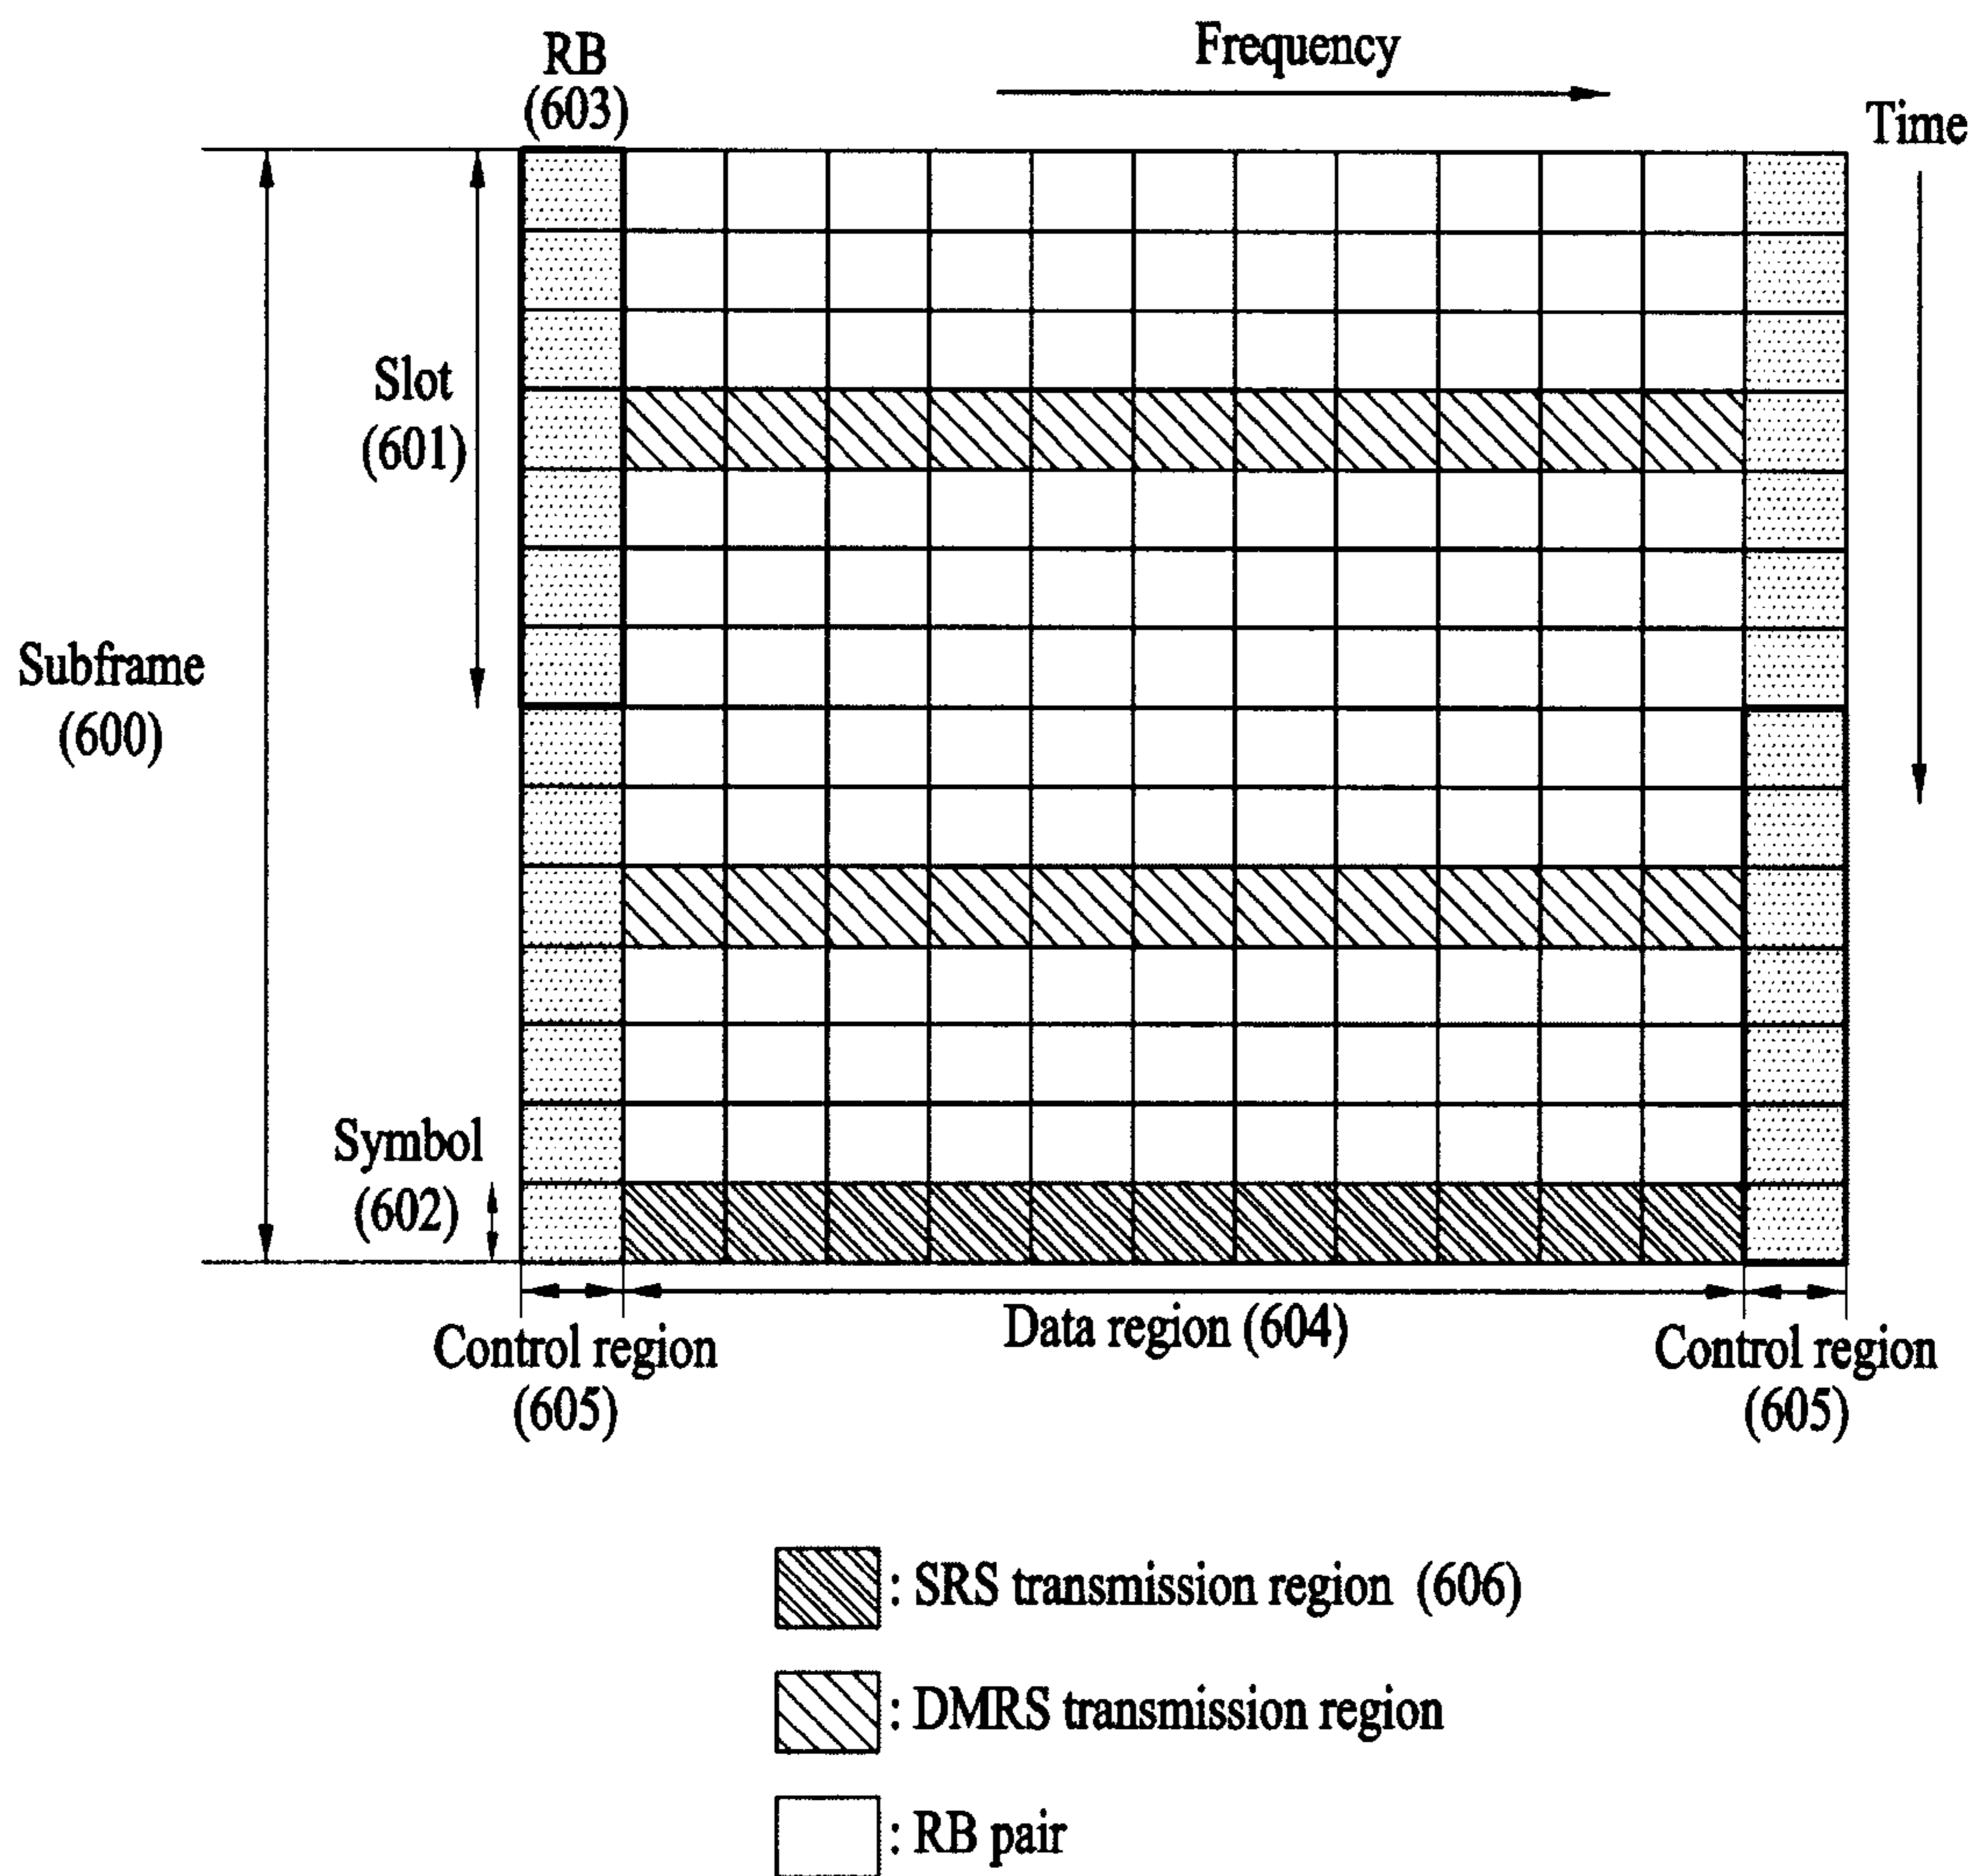 RB
(603)
Frequency
Time
Slot
(601)
Subframe
(600)
Symbol
(602)
Data region (604)
Control region
(605)
Control region
(605)
: SRS transmission region (606)
: DMRS transmission region
: RB pair